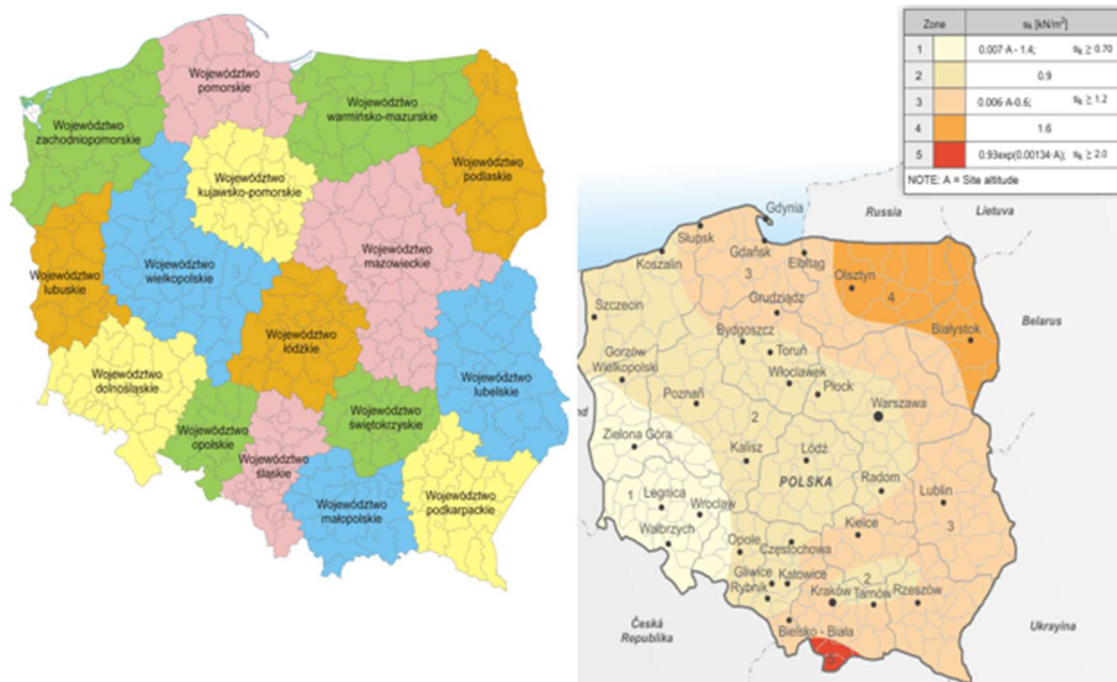 Województwo
pomorskie
Województwo
zachodniopomorskie
Województwo
warmińsko-mazurskie
Województwo
podlaskie
Województwo
kujawsko-pomorskie
Województwo
mazowieckie
Województwo
wielkopolskie
Województwo
lubuskie
Województwo
łódzkie
Województwo
lubelskie
Województwo
dolnośląskie
Województwo
opolskie
Województwo
świętokrzyskie
Województwo
śląskie
Województwo
małopolskie
Województwo
podkarpackie
Zone sk [kN/m²]
1 0.007·A - 1.4; sk ≥ 0.70
2 0.9
3 0.006·A-0.6; sk ≥ 1.2
4 1.6
5 0.93exp(0.00134·A); sk ≥ 2.0
NOTE: A = Site altitude
Gdynia
Russia
Lietuva
Słupsk
Gdańsk
Koszalin
Elbltąg
3
Olsztyn
4
Szczecin
Grudziądz
Białystok
Belarus
Bydgoszcz
Toruń
Gorzów
Wielkopolski
Włocławek
Płock
Poznań
2
Warszawa
nd
Zielona Góra
Kalisz
Łódź
POLSKA
Radom
1
Legnica
Wrocław
Lublin
3
Wałbrzych
Kielce
Opole
Częstochowa
2
Gliwice
Katowice
Rybnik
Kraków
Tarnów
Rzeszów
Česká
Republika
Bielsko - Biała
Ukrayina
5